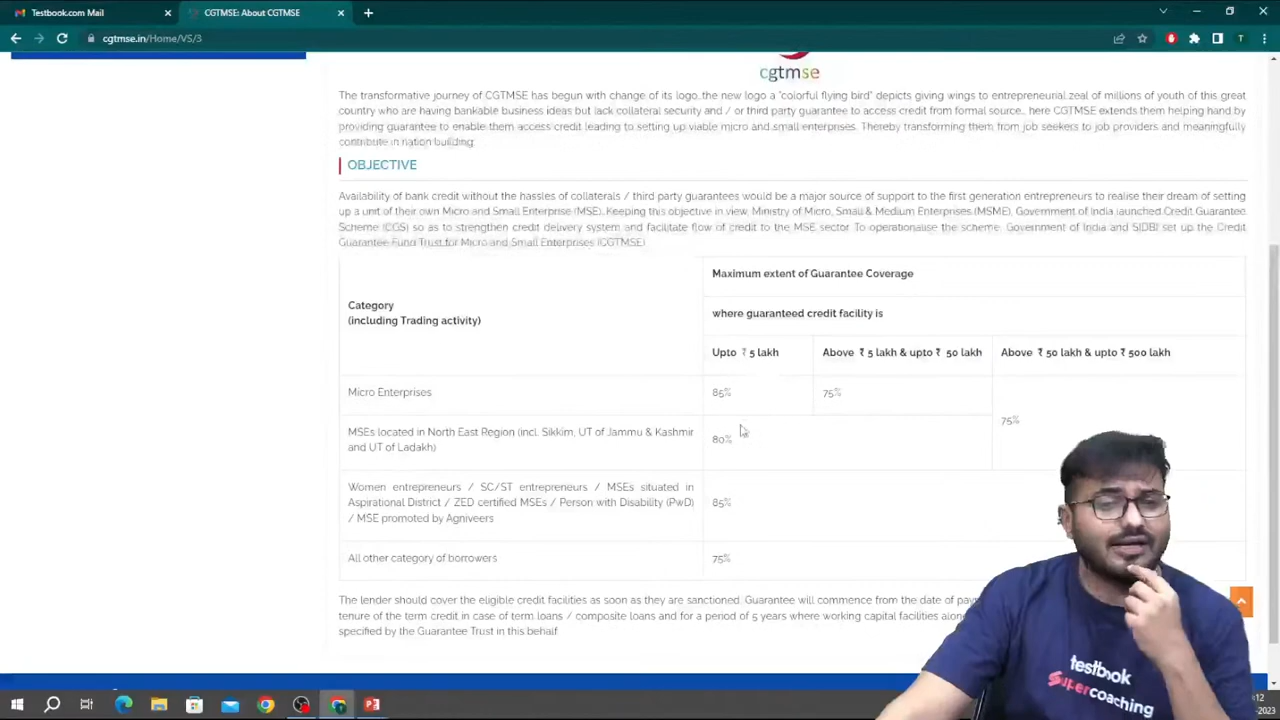 Testbook.com Mail
CGTMSE: About CGTMSE
cgtmse.in/Home/VS/3
cgtmse
The transformative journey of CGTMSE has begun with change of its logo..the new logo a "colorful flying bird" depicts giving wings to entrepreneurial zeal of millions of youth of this great
country who are having bankable business ideas but lack collateral security and / or third party guarantee to access credit from formal source., here CGTMSE extends them helping hand by
providing guarantee to enable them access credit leading to setting up viable micro and small enterprises. Thereby transforming them from job seekers to job providers and meaningfully
contribute in nation building.
OBJECTIVE
Availability of bank credit without the hassles of collaterals / third party guarantees would be a major source of support to the first generation entrepreneurs to realise their dream of setting
up a unit of their own Micro and Small Enterprise (MSE). Keeping this objective in view, Ministry of Micro, Small & Medium Enterprises (MSME), Government of India launched Credit Guarantee
Scheme (CGS) so as to strengthen credit delivery system and facilitate flow of credit to the MSE sector. To operationalise the scheme, Government of India and SIDBI set up the Credit
Guarantee Fund Trust for Micro and Small Enterprises (CGTMSE).
Category
(including Trading activity)
Maximum extent of Guarantee Coverage
where guaranteed credit facility is
Upto ₹ 5 lakh
Above ₹ 5 lakh & upto ₹ 50 lakh
Above ₹ 50 lakh & upto ₹ 500 lakh
Micro Enterprises
85%
75%
75%
MSEs located in North East Region (incl. Sikkim, UT of Jammu & Kashmir
and UT of Ladakh)
80%
Women entrepreneurs / SC/ST entrepreneurs / MSEs situated in
Aspirational District / ZED certified MSEs / Person with Disability (PwD)
/ MSE promoted by Agniveers
85%
All other category of borrowers
75%
The lender should cover the eligible credit facilities as soon as they are sanctioned. Guarantee will commence from the date of
tenure of the term credit in case of term loans / composite loans and for a period of 5 years where working capital facilities
specified by the Guarantee Trust in this behalf
testbook
Supercoaching